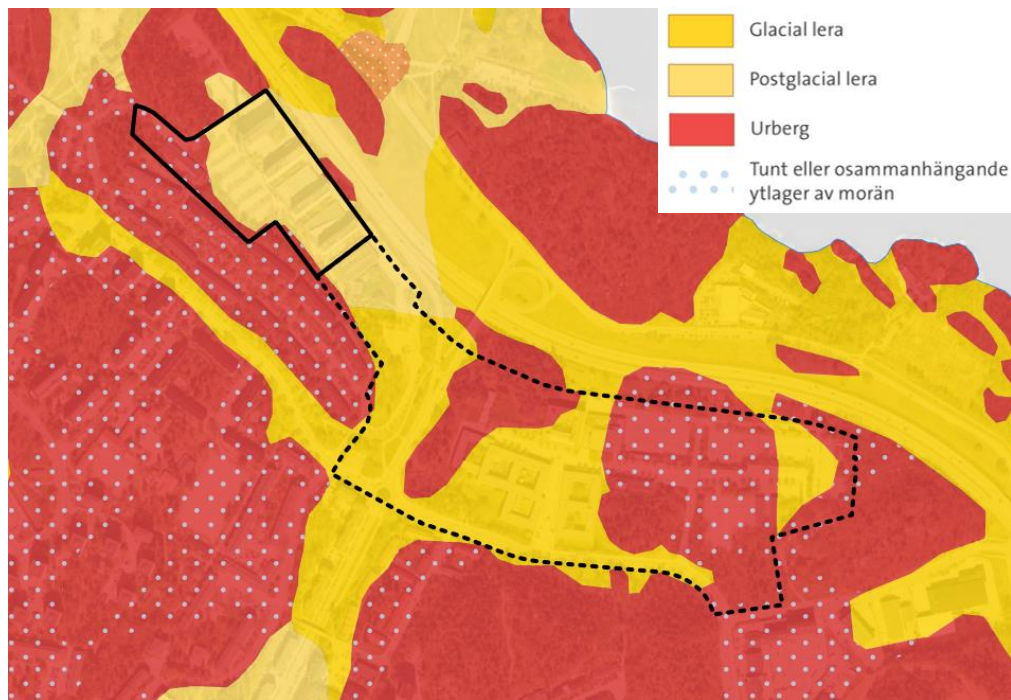 Glacial lera
Postglacial lera
Urberg
Tunt eller osammanhängande
ytlager av morän